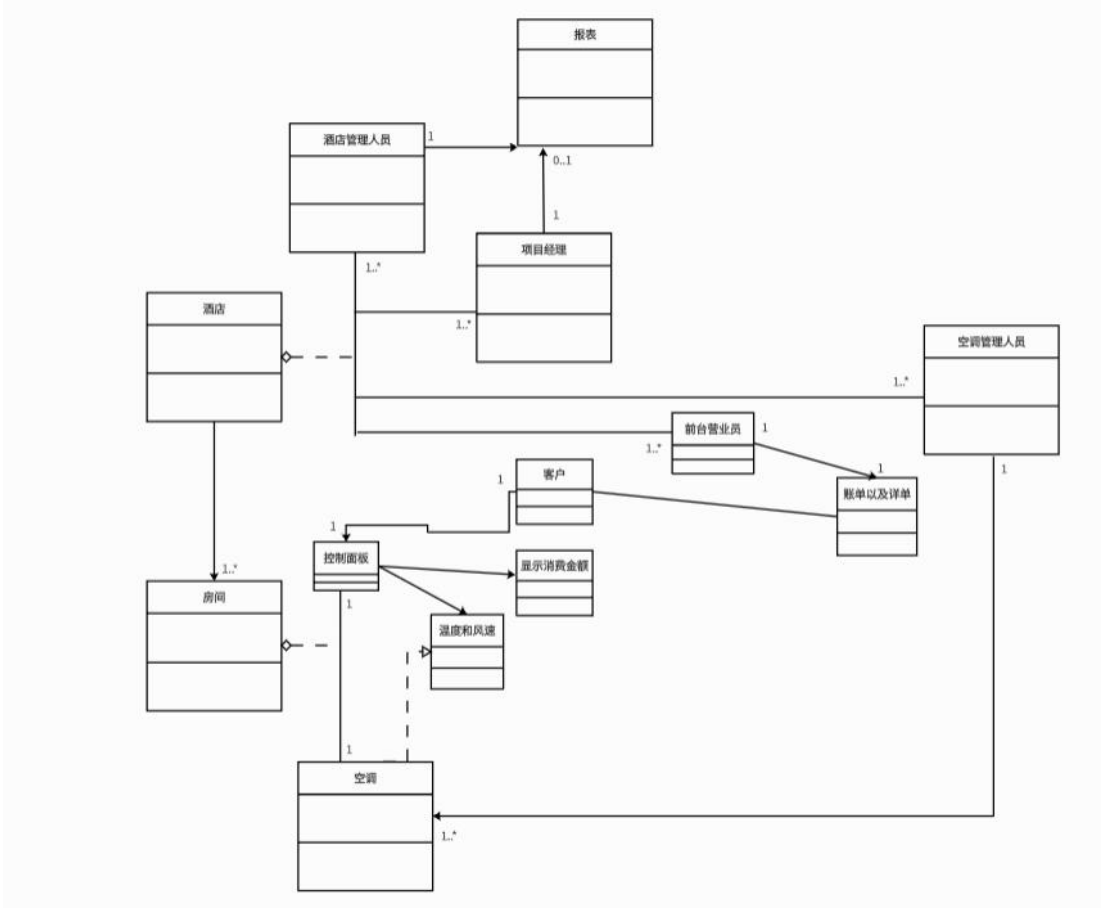 报表
酒店管理人员
1
0..1
1
项目经理
1..*
酒店
1..*
空调管理人员
1..*
前台营业员
1
1..*
1
1
客户
1
账单以及详单
1
控制面板
显示消费金额
1..*
房间
1
温度和风速
1
空调
1..*